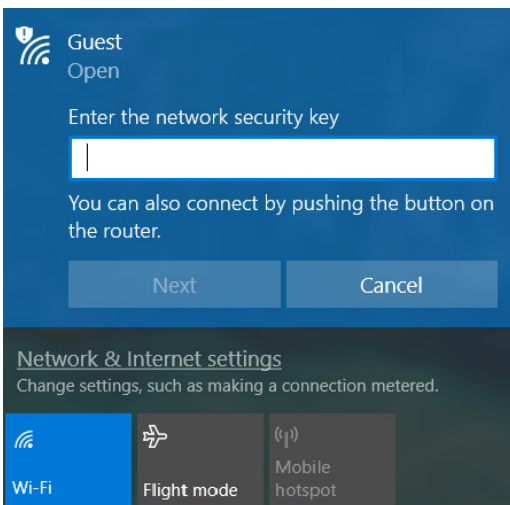 Guest
Open
Enter the network security key
You can also connect by pushing the button on
the router.
Next
Cancel
Network & Internet settings
Change settings, such as making a connection metered.
Wi-Fi
Flight mode
Mobile
hotspot